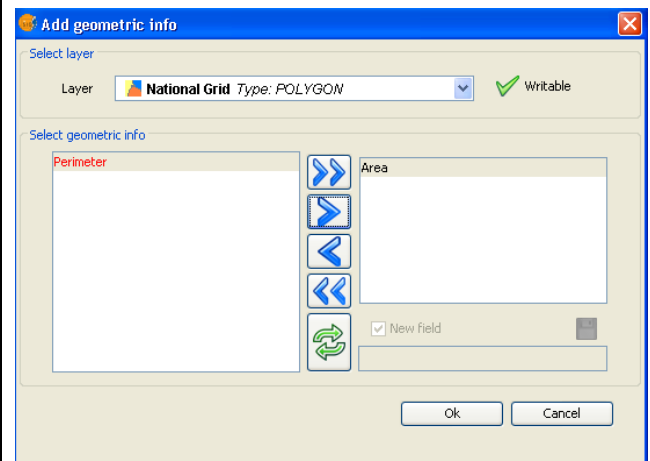 Add geometric info
Select layer
Layer National Grid Type: POLYGON Writable
Select geometric info
Perimeter
Area
New field
Ok Cancel